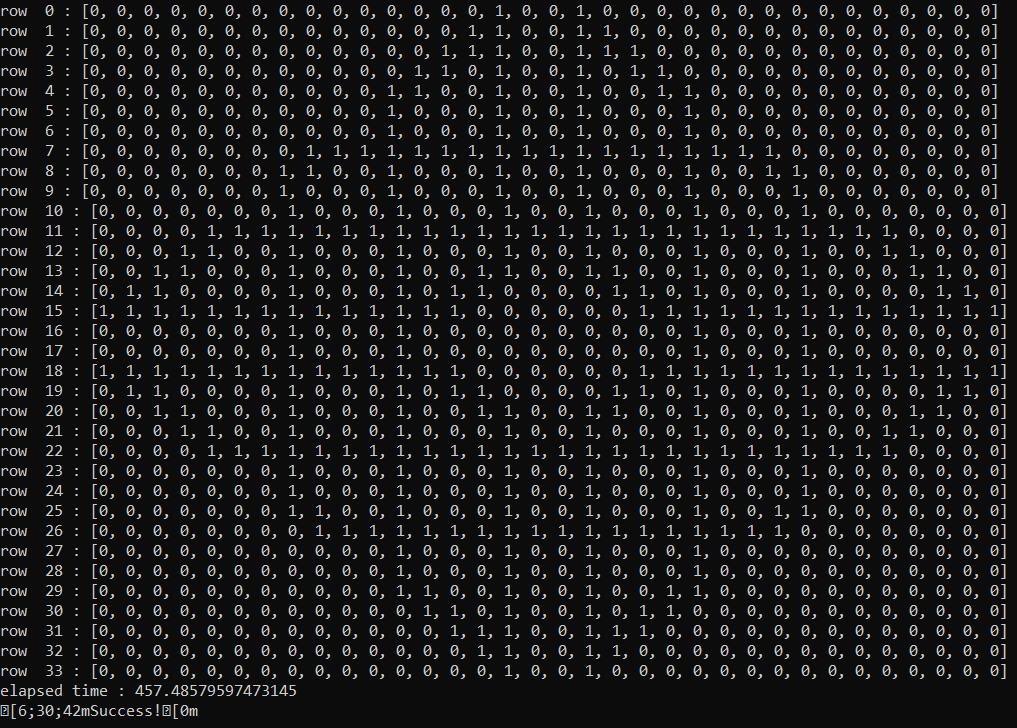 row  0 : [0, 0, 0, 0, 0, 0, 0, 0, 0, 0, 0, 0, 0, 0, 0, 1, 0, 0, 1, 0, 0, 0, 0, 0, 0, 0, 0, 0, 0, 0, 0, 0, 0, 0]
row  1 : [0, 0, 0, 0, 0, 0, 0, 0, 0, 0, 0, 0, 0, 0, 1, 1, 0, 0, 1, 1, 0, 0, 0, 0, 0, 0, 0, 0, 0, 0, 0, 0, 0, 0]
row  2 : [0, 0, 0, 0, 0, 0, 0, 0, 0, 0, 0, 0, 0, 1, 1, 1, 0, 0, 1, 1, 1, 0, 0, 0, 0, 0, 0, 0, 0, 0, 0, 0, 0, 0]
row  3 : [0, 0, 0, 0, 0, 0, 0, 0, 0, 0, 0, 0, 1, 1, 0, 1, 0, 0, 1, 0, 1, 1, 0, 0, 0, 0, 0, 0, 0, 0, 0, 0, 0, 0]
row  4 : [0, 0, 0, 0, 0, 0, 0, 0, 0, 0, 0, 1, 1, 0, 0, 1, 0, 0, 1, 0, 0, 1, 1, 0, 0, 0, 0, 0, 0, 0, 0, 0, 0, 0]
row  5 : [0, 0, 0, 0, 0, 0, 0, 0, 0, 0, 0, 1, 0, 0, 0, 1, 0, 0, 1, 0, 0, 0, 1, 0, 0, 0, 0, 0, 0, 0, 0, 0, 0, 0]
row  6 : [0, 0, 0, 0, 0, 0, 0, 0, 0, 0, 0, 1, 0, 0, 0, 1, 0, 0, 1, 0, 0, 0, 1, 0, 0, 0, 0, 0, 0, 0, 0, 0, 0, 0]
row  7 : [0, 0, 0, 0, 0, 0, 0, 0, 1, 1, 1, 1, 1, 1, 1, 1, 1, 1, 1, 1, 1, 1, 1, 1, 1, 1, 0, 0, 0, 0, 0, 0, 0, 0]
row  8 : [0, 0, 0, 0, 0, 0, 0, 1, 1, 0, 0, 1, 0, 0, 0, 1, 0, 0, 1, 0, 0, 0, 1, 0, 0, 1, 1, 0, 0, 0, 0, 0, 0, 0]
row  9 : [0, 0, 0, 0, 0, 0, 0, 1, 0, 0, 0, 1, 0, 0, 0, 1, 0, 0, 1, 0, 0, 0, 1, 0, 0, 0, 1, 0, 0, 0, 0, 0, 0, 0]
row  10 : [0, 0, 0, 0, 0, 0, 0, 1, 0, 0, 0, 1, 0, 0, 0, 1, 0, 0, 1, 0, 0, 0, 1, 0, 0, 0, 1, 0, 0, 0, 0, 0, 0, 0]
row  11 : [0, 0, 0, 0, 1, 1, 1, 1, 1, 1, 1, 1, 1, 1, 1, 1, 1, 1, 1, 1, 1, 1, 1, 1, 1, 1, 1, 1, 1, 1, 0, 0, 0, 0]
row  12 : [0, 0, 0, 1, 1, 0, 0, 1, 0, 0, 0, 1, 0, 0, 0, 1, 0, 0, 1, 0, 0, 0, 1, 0, 0, 0, 1, 0, 0, 1, 1, 0, 0, 0]
row  13 : [0, 0, 1, 1, 0, 0, 0, 1, 0, 0, 0, 1, 0, 0, 1, 1, 0, 0, 1, 1, 0, 0, 1, 0, 0, 0, 1, 0, 0, 0, 1, 1, 0, 0]
row  14 : [0, 1, 1, 0, 0, 0, 0, 1, 0, 0, 0, 1, 0, 1, 1, 0, 0, 0, 0, 1, 1, 0, 1, 0, 0, 0, 1, 0, 0, 0, 0, 1, 1, 0]
row  15 : [1, 1, 1, 1, 1, 1, 1, 1, 1, 1, 1, 1, 1, 1, 0, 0, 0, 0, 0, 0, 1, 1, 1, 1, 1, 1, 1, 1, 1, 1, 1, 1, 1, 1]
row  16 : [0, 0, 0, 0, 0, 0, 0, 1, 0, 0, 0, 1, 0, 0, 0, 0, 0, 0, 0, 0, 0, 0, 1, 0, 0, 0, 1, 0, 0, 0, 0, 0, 0, 0]
row  17 : [0, 0, 0, 0, 0, 0, 0, 1, 0, 0, 0, 1, 0, 0, 0, 0, 0, 0, 0, 0, 0, 0, 1, 0, 0, 0, 1, 0, 0, 0, 0, 0, 0, 0]
row  18 : [1, 1, 1, 1, 1, 1, 1, 1, 1, 1, 1, 1, 1, 1, 0, 0, 0, 0, 0, 0, 1, 1, 1, 1, 1, 1, 1, 1, 1, 1, 1, 1, 1, 1]
row  19 : [0, 1, 1, 0, 0, 0, 0, 1, 0, 0, 0, 1, 0, 1, 1, 0, 0, 0, 0, 1, 1, 0, 1, 0, 0, 0, 1, 0, 0, 0, 0, 1, 1, 0]
row  20 : [0, 0, 1, 1, 0, 0, 0, 1, 0, 0, 0, 1, 0, 0, 1, 1, 0, 0, 1, 1, 0, 0, 1, 0, 0, 0, 1, 0, 0, 0, 1, 1, 0, 0]
row  21 : [0, 0, 0, 1, 1, 0, 0, 1, 0, 0, 0, 1, 0, 0, 0, 1, 0, 0, 1, 0, 0, 0, 1, 0, 0, 0, 1, 0, 0, 1, 1, 0, 0, 0]
row  22 : [0, 0, 0, 0, 1, 1, 1, 1, 1, 1, 1, 1, 1, 1, 1, 1, 1, 1, 1, 1, 1, 1, 1, 1, 1, 1, 1, 1, 1, 1, 0, 0, 0, 0]
row  23 : [0, 0, 0, 0, 0, 0, 0, 1, 0, 0, 0, 1, 0, 0, 0, 1, 0, 0, 1, 0, 0, 0, 1, 0, 0, 0, 1, 0, 0, 0, 0, 0, 0, 0]
row  24 : [0, 0, 0, 0, 0, 0, 0, 1, 0, 0, 0, 1, 0, 0, 0, 1, 0, 0, 1, 0, 0, 0, 1, 0, 0, 0, 1, 0, 0, 0, 0, 0, 0, 0]
row  25 : [0, 0, 0, 0, 0, 0, 0, 1, 1, 0, 0, 1, 0, 0, 0, 1, 0, 0, 1, 0, 0, 0, 1, 0, 0, 1, 1, 0, 0, 0, 0, 0, 0, 0]
row  26 : [0, 0, 0, 0, 0, 0, 0, 0, 1, 1, 1, 1, 1, 1, 1, 1, 1, 1, 1, 1, 1, 1, 1, 1, 1, 1, 0, 0, 0, 0, 0, 0, 0, 0]
row  27 : [0, 0, 0, 0, 0, 0, 0, 0, 0, 0, 0, 1, 0, 0, 0, 1, 0, 0, 1, 0, 0, 0, 1, 0, 0, 0, 0, 0, 0, 0, 0, 0, 0, 0]
row  28 : [0, 0, 0, 0, 0, 0, 0, 0, 0, 0, 0, 1, 0, 0, 0, 1, 0, 0, 1, 0, 0, 0, 1, 0, 0, 0, 0, 0, 0, 0, 0, 0, 0, 0]
row  29 : [0, 0, 0, 0, 0, 0, 0, 0, 0, 0, 0, 1, 1, 0, 0, 1, 0, 0, 1, 0, 0, 1, 1, 0, 0, 0, 0, 0, 0, 0, 0, 0, 0, 0]
row  30 : [0, 0, 0, 0, 0, 0, 0, 0, 0, 0, 0, 0, 1, 1, 0, 1, 0, 0, 1, 0, 1, 1, 0, 0, 0, 0, 0, 0, 0, 0, 0, 0, 0, 0]
row  31 : [0, 0, 0, 0, 0, 0, 0, 0, 0, 0, 0, 0, 0, 1, 1, 1, 0, 0, 1, 1, 1, 0, 0, 0, 0, 0, 0, 0, 0, 0, 0, 0, 0, 0]
row  32 : [0, 0, 0, 0, 0, 0, 0, 0, 0, 0, 0, 0, 0, 0, 1, 1, 0, 0, 1, 1, 0, 0, 0, 0, 0, 0, 0, 0, 0, 0, 0, 0, 0, 0]
row  33 : [0, 0, 0, 0, 0, 0, 0, 0, 0, 0, 0, 0, 0, 0, 0, 1, 0, 0, 1, 0, 0, 0, 0, 0, 0, 0, 0, 0, 0, 0, 0, 0, 0, 0]
elapsed time : 457.48579597473145
[6;30;42mSuccess![0m